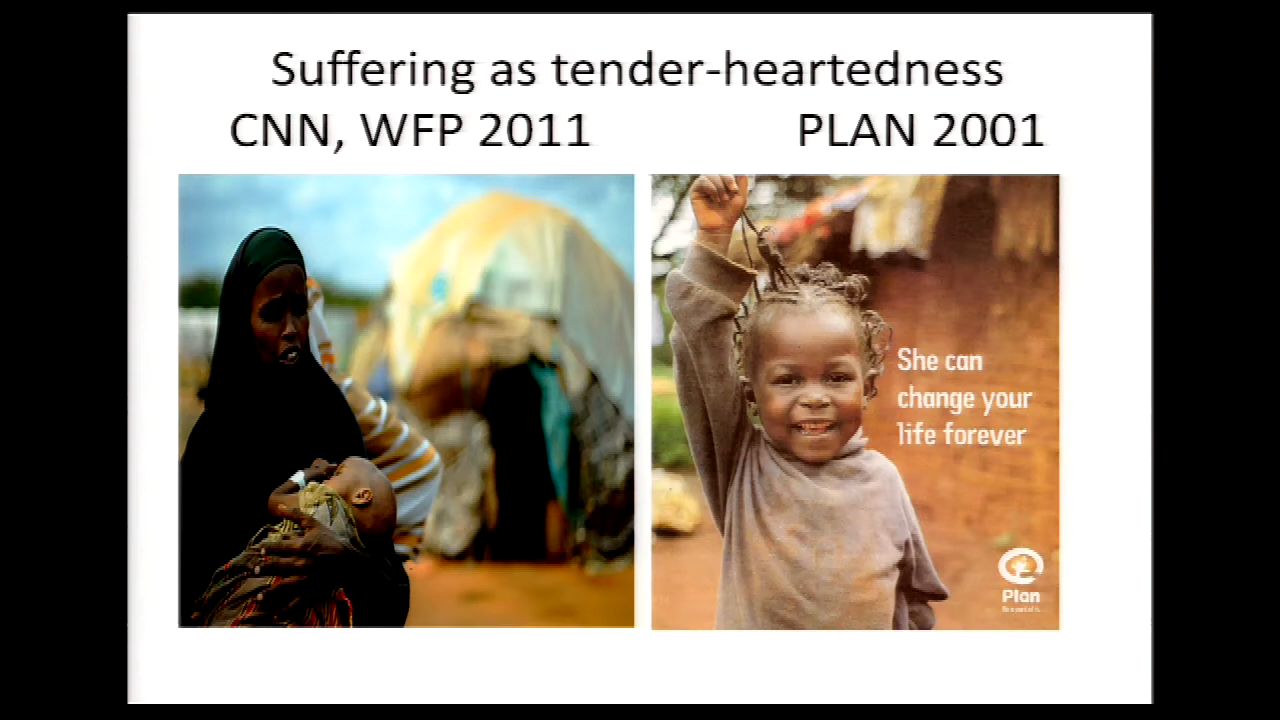 Suffering as tender-heartedness
CNN, WFP 2011
PLAN 2001
She can
change your
life forever
Plan